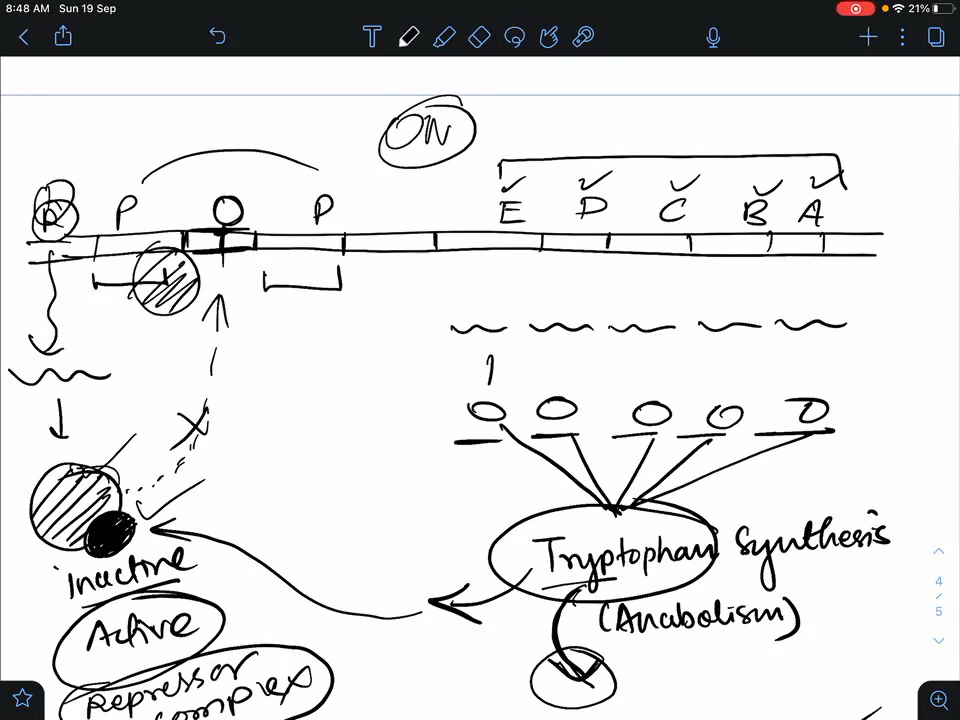 8:48 AM Sun 19 Sep
21%
T
ON
R P O P E D C B A
Tryptophan Synthesis
(Anabolism)
inactive
Active
Repressor
complex
4
/
5